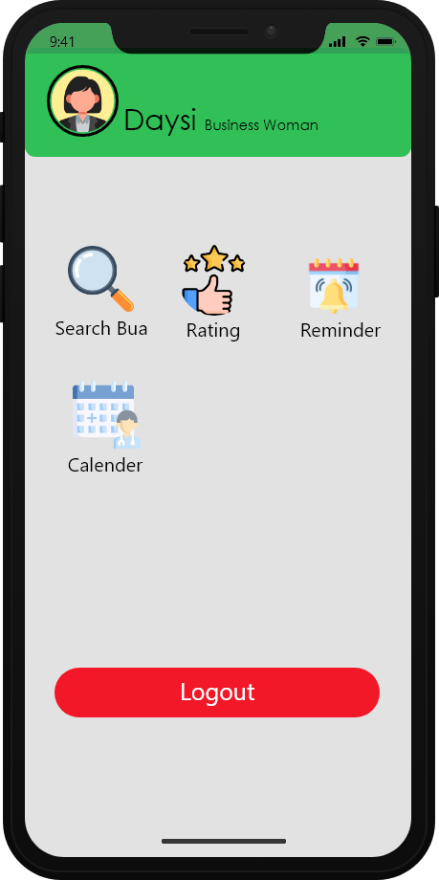 9:41
Daysi Business Woman
Search Bua
Rating
Reminder
Calender
Logout